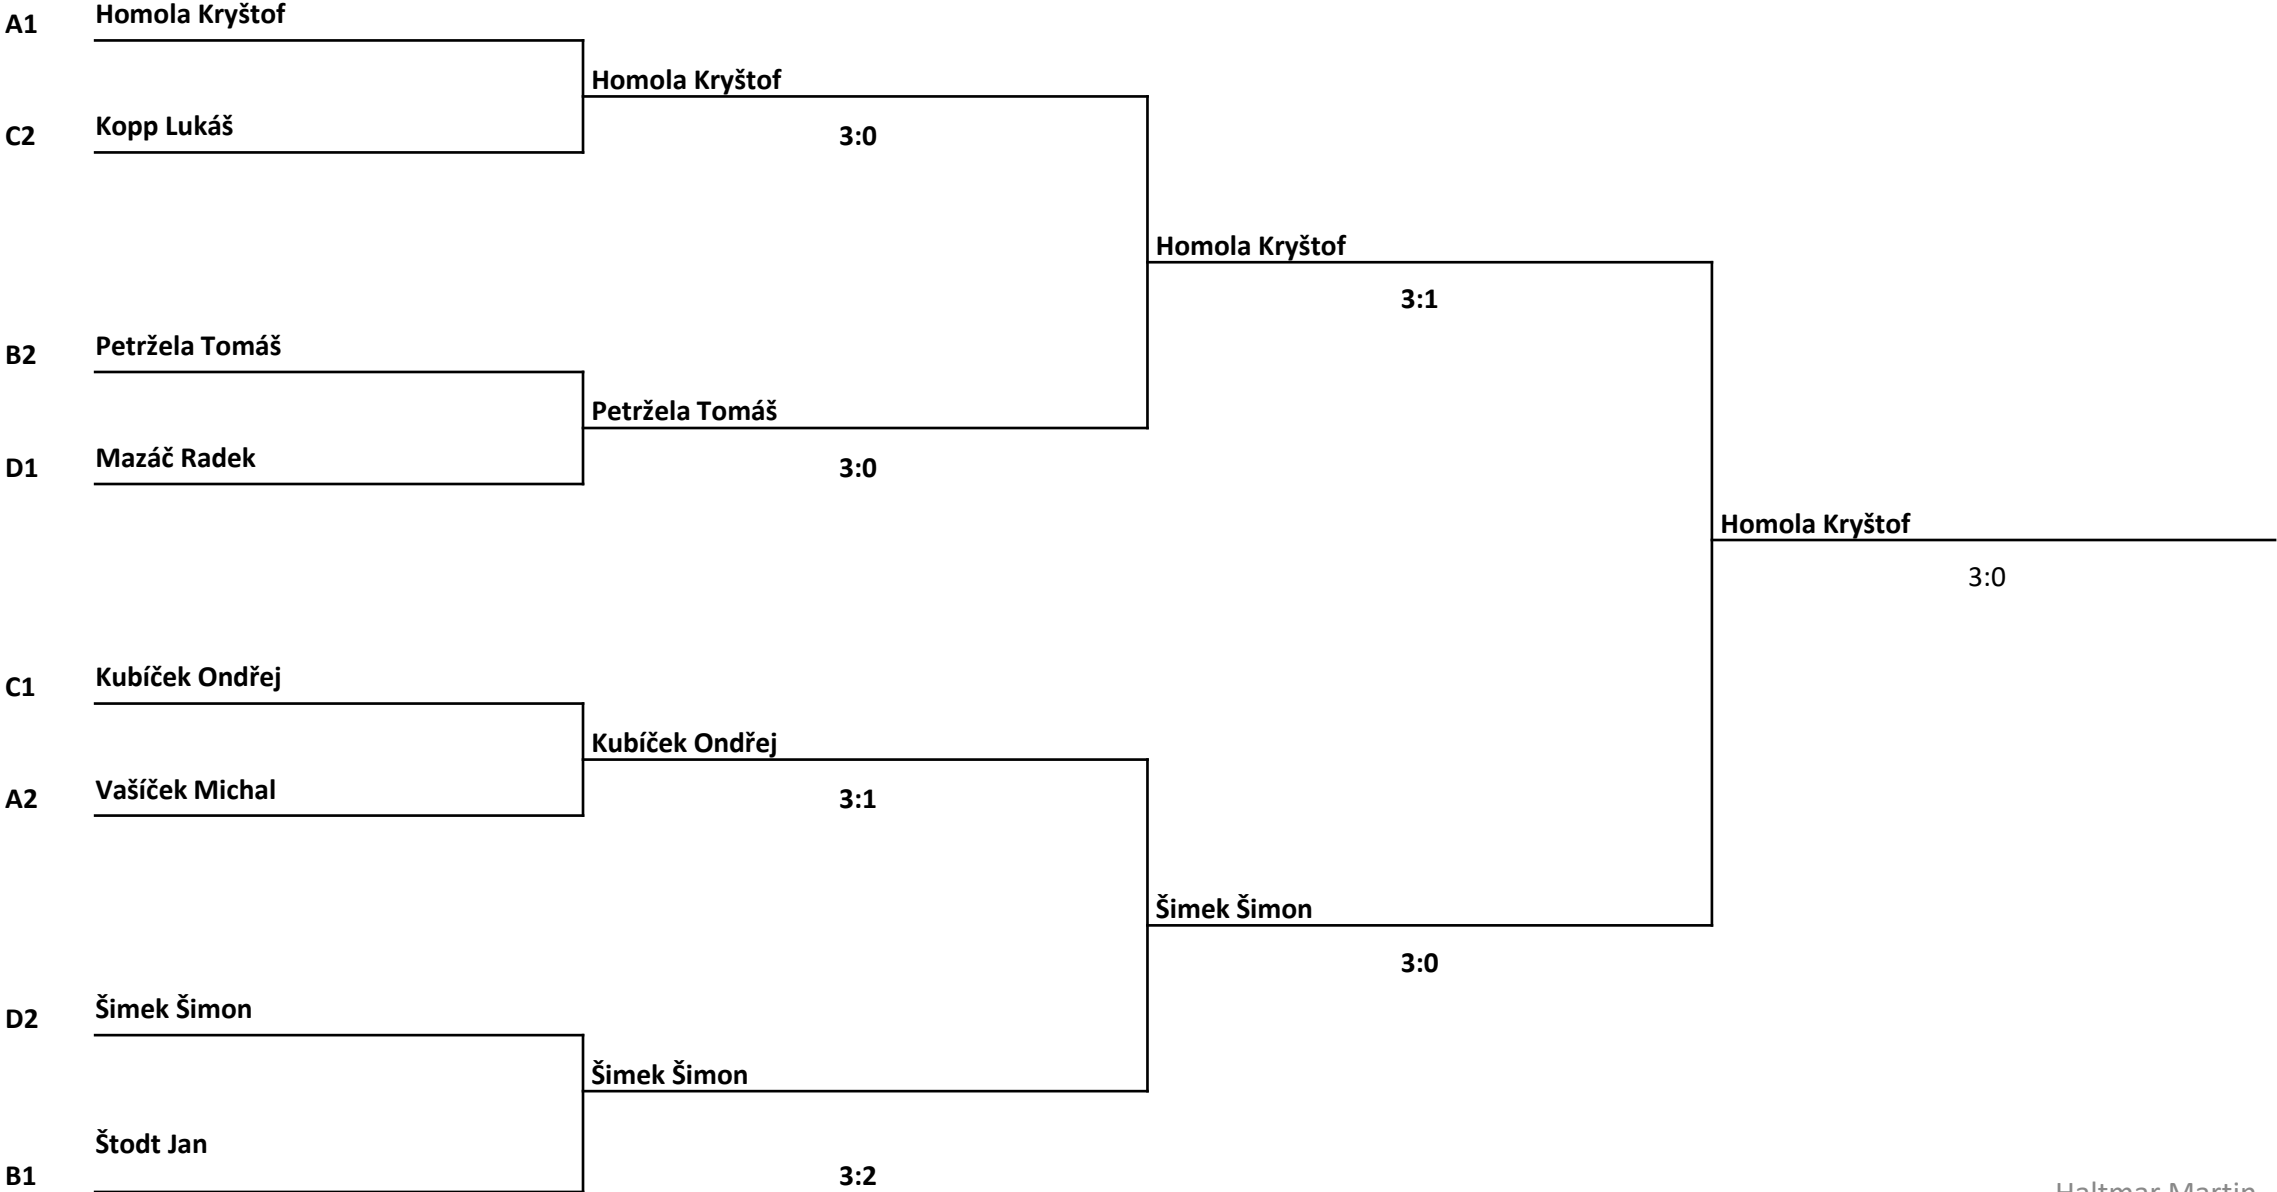 A1 Homola Kryštof
Homola Kryštof
C2 Kopp Lukáš 3:0
Homola Kryštof
3:1
B2 Petržela Tomáš
Petržela Tomáš
D1 Mazáč Radek 3:0
Homola Kryštof
3:0
C1 Kubíček Ondřej
Kubíček Ondřej
A2 Vašíček Michal 3:1
Šimek Šimon
3:0
D2 Šimek Šimon
Šimek Šimon
Štodt Jan
B1 3:2
Haltmar Martin